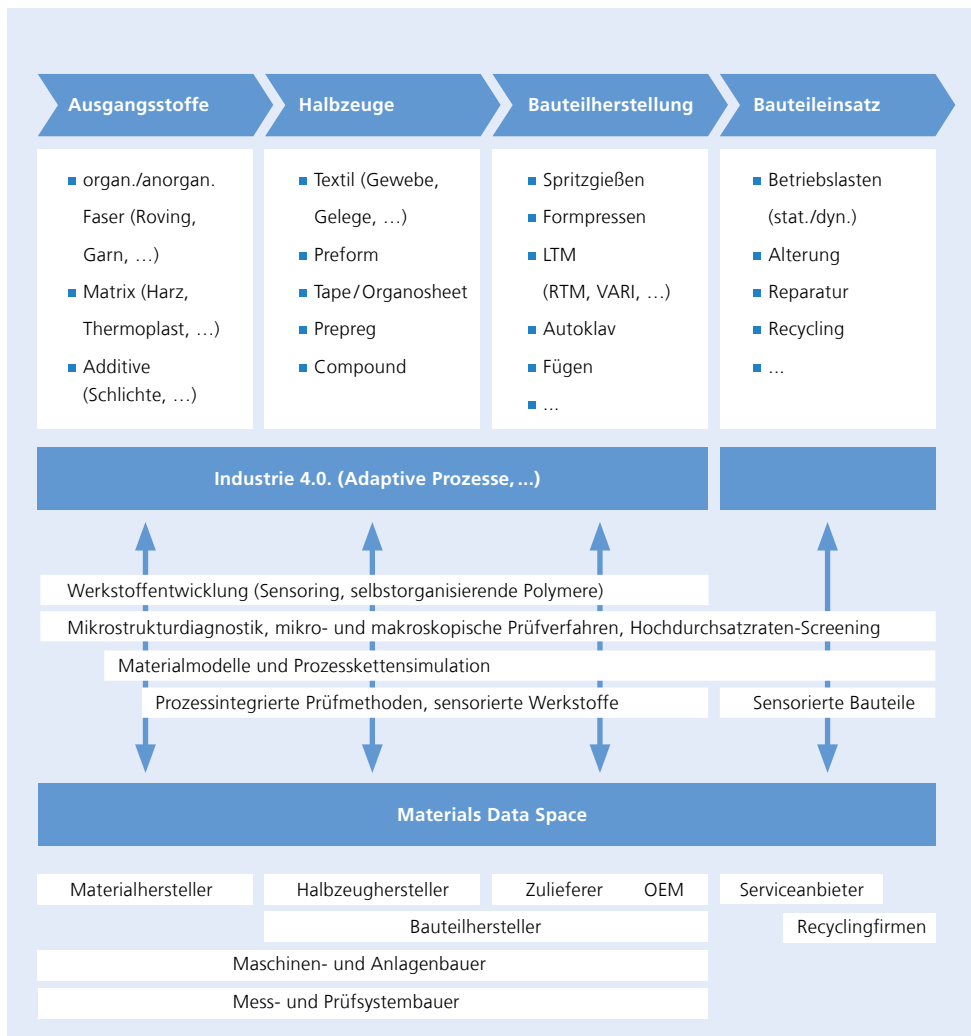 Ausgangsstoffe
Halbzeuge
Bauteilherstellung
Bauteileinsatz
organ./anorgan.
Faser (Roving,
Garn, …)
Matrix (Harz,
Thermoplast, …)
Additive
(Schlichte, …)
Textil (Gewebe,
Gelege, …)
Preform
Tape/Organosheet
Prepreg
Compound
Spritzgießen
Formpressen
LTM
(RTM, VARI, …)
Autoklav
Fügen
...
Betriebslasten
(stat./dyn.)
Alterung
Reparatur
Recycling
...
Industrie 4.0. (Adaptive Prozesse, ...)
Werkstoffentwicklung (Sensoring, selbstorganisierende Polymere)
Mikrostrukturdiagnostik, mikro- und makroskopische Prüfverfahren, Hochdurchsatzraten-Screening
Materialmodelle und Prozesskettensimulation
Prozessintegrierte Prüfmethoden, sensorierte Werkstoffe
Sensorierte Bauteile
Materials Data Space
Materialhersteller
Halbzeughersteller
Zulieferer OEM
Serviceanbieter
Bauteilhersteller
Recyclingfirmen
Maschinen- und Anlagenbauer
Mess- und Prüfsystembauer